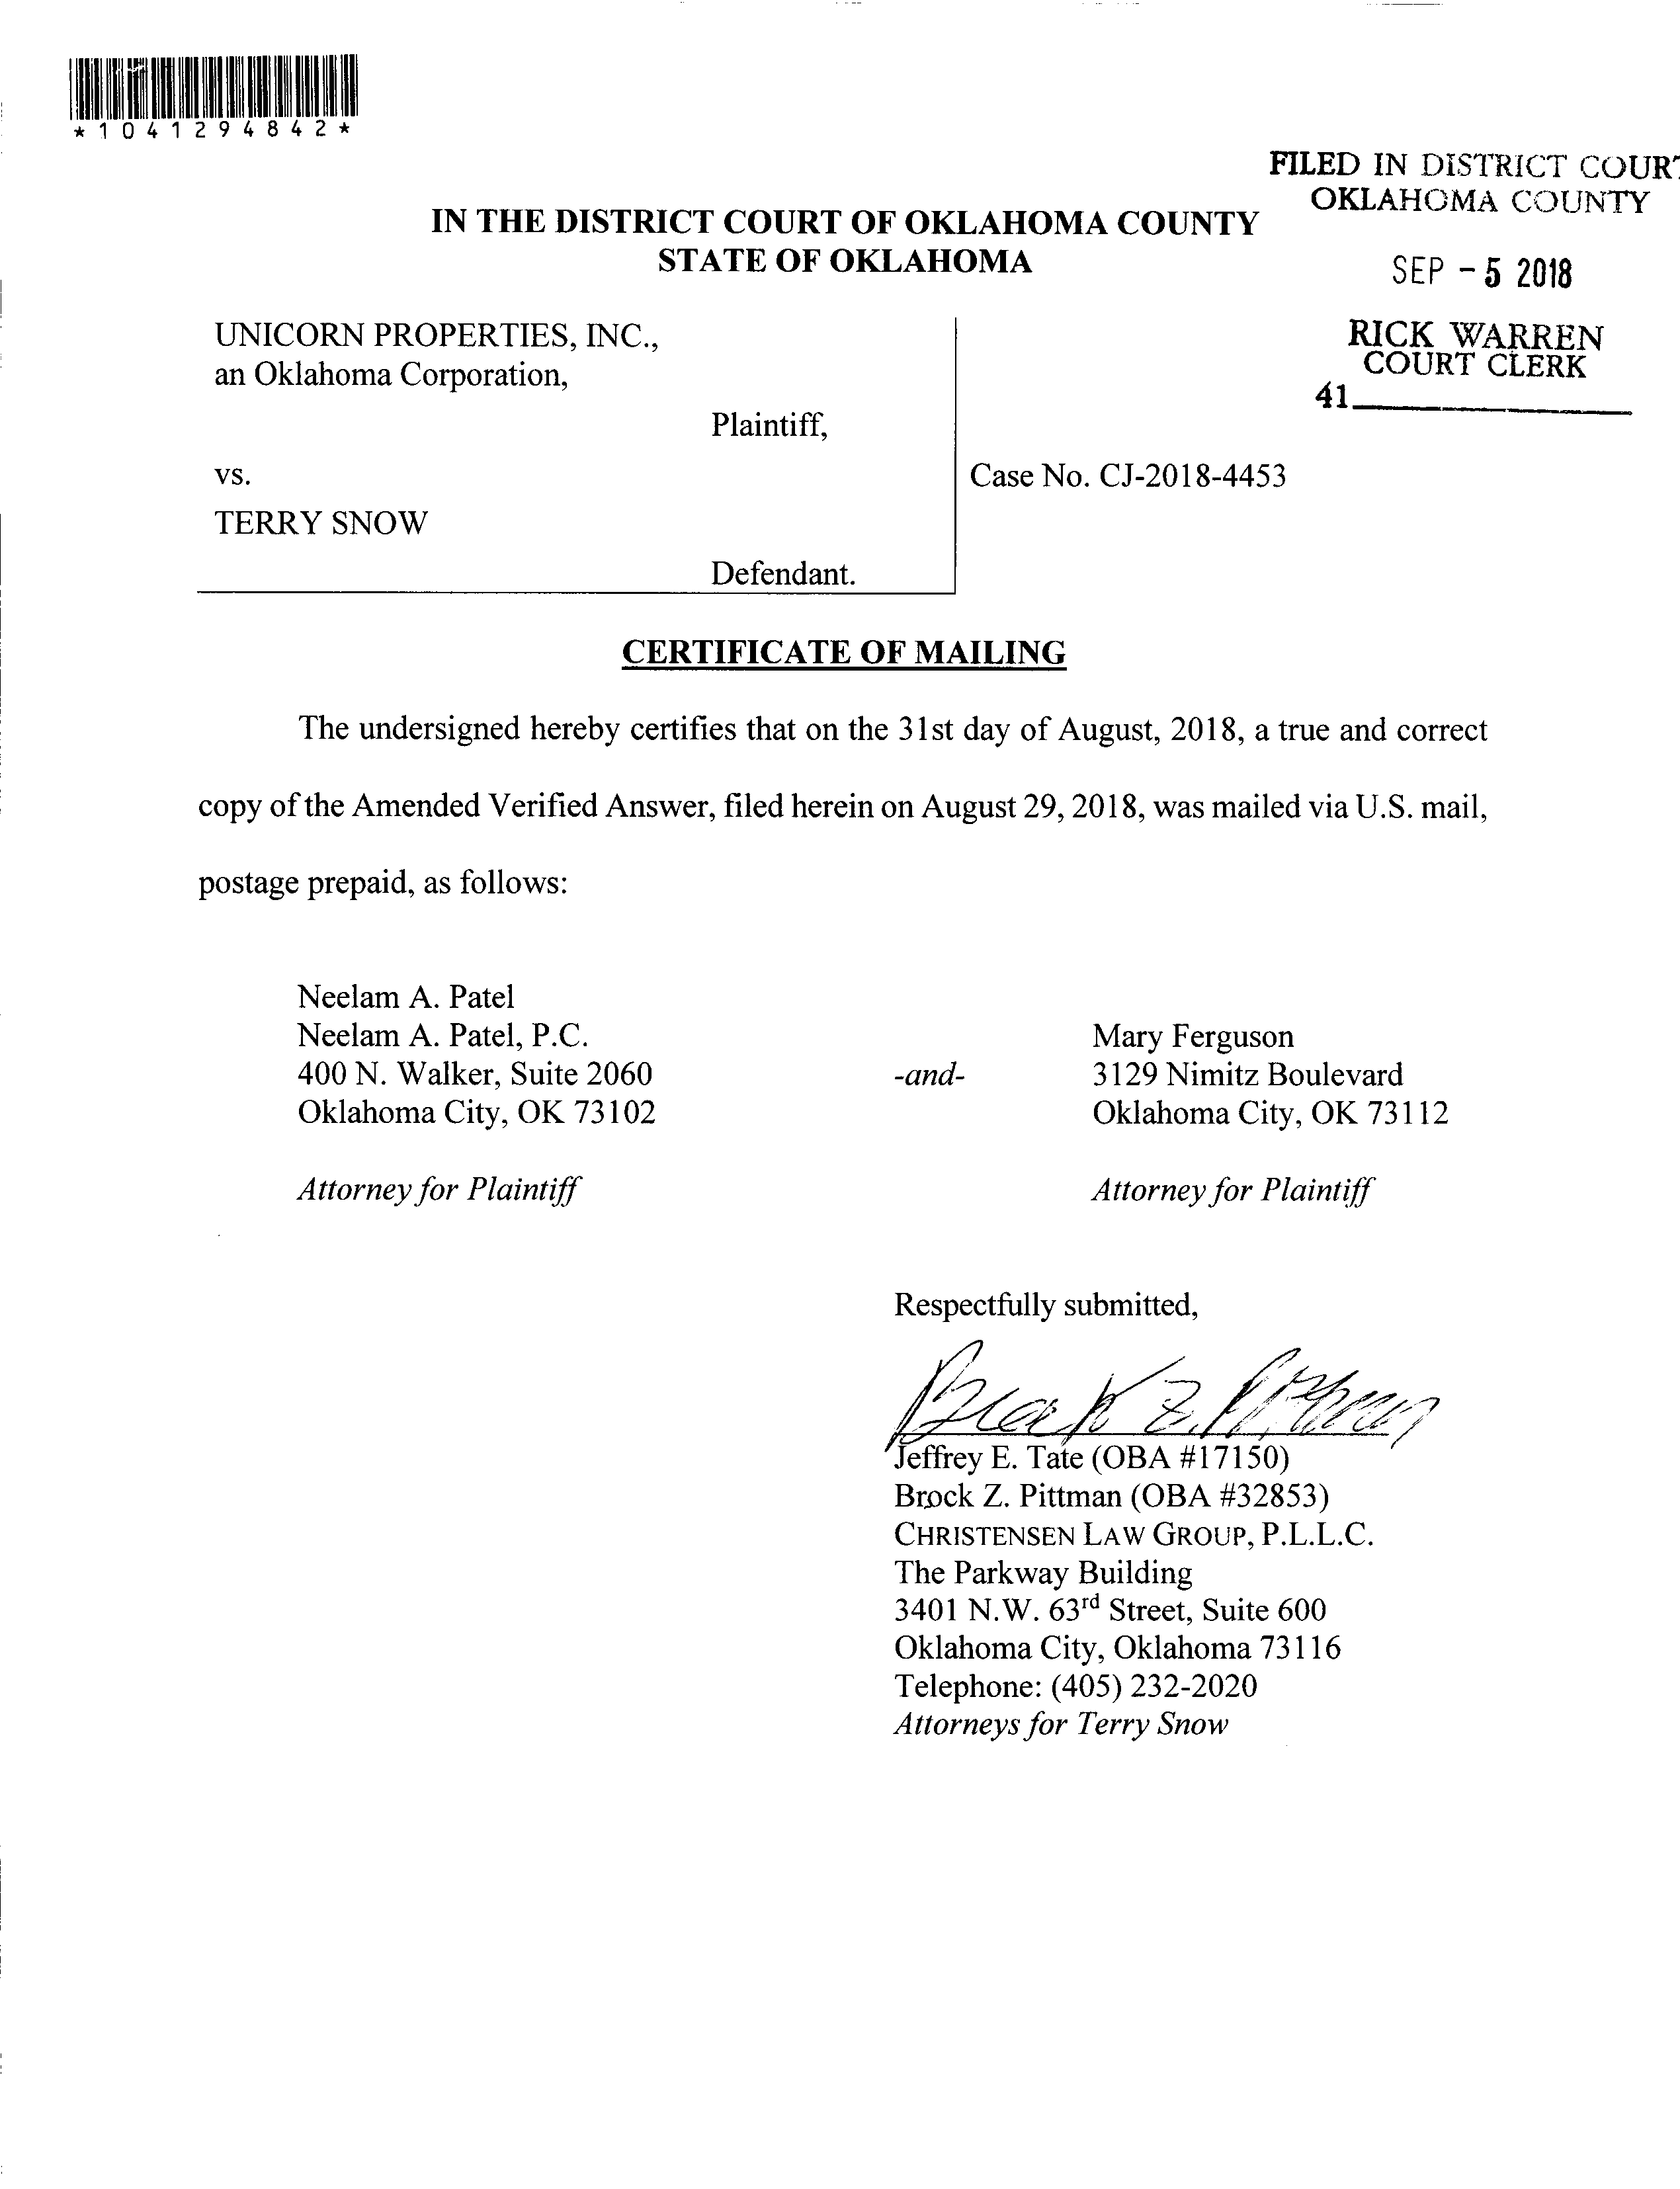 *1041294842*
FILED IN DISTRICT COUR
OKLAHOMA COUNTY
IN THE DISTRICT COURT OF OKLAHOMA COUNTY
STATE OF OKLAHOMA
SEP - 5 2018
UNICORN PROPERTIES, INC.,
an Oklahoma Corporation,
RICK WARREN
COURT CLERK
41
Plaintiff,
vs.
Case No. CJ-2018-4453
TERRY SNOW
Defendant.
CERTIFICATE OF MAILING
The undersigned hereby certifies that on the 31st day of August, 2018, a true and correct
copy of the Amended Verified Answer, filed herein on August 29, 2018, was mailed via U.S. mail,
postage prepaid, as follows:
Neelam A. Patel
Neelam A. Patel, P.C.
400 N. Walker, Suite 2060
Oklahoma City, OK 73102
Attorney for Plaintiff
-and-
Mary Ferguson
3129 Nimitz Boulevard
Oklahoma City, OK 73112
Attorney for Plaintiff
Respectfully submitted,
Brock Z. Pittman
Jeffrey E. Tate (OBA #17150)
Brock Z. Pittman (OBA #32853)
CHRISTENSEN LAW GROUP, P.L.L.C.
The Parkway Building
3401 N.W. 63rd Street, Suite 600
Oklahoma City, Oklahoma 73116
Telephone: (405) 232-2020
Attorneys for Terry Snow